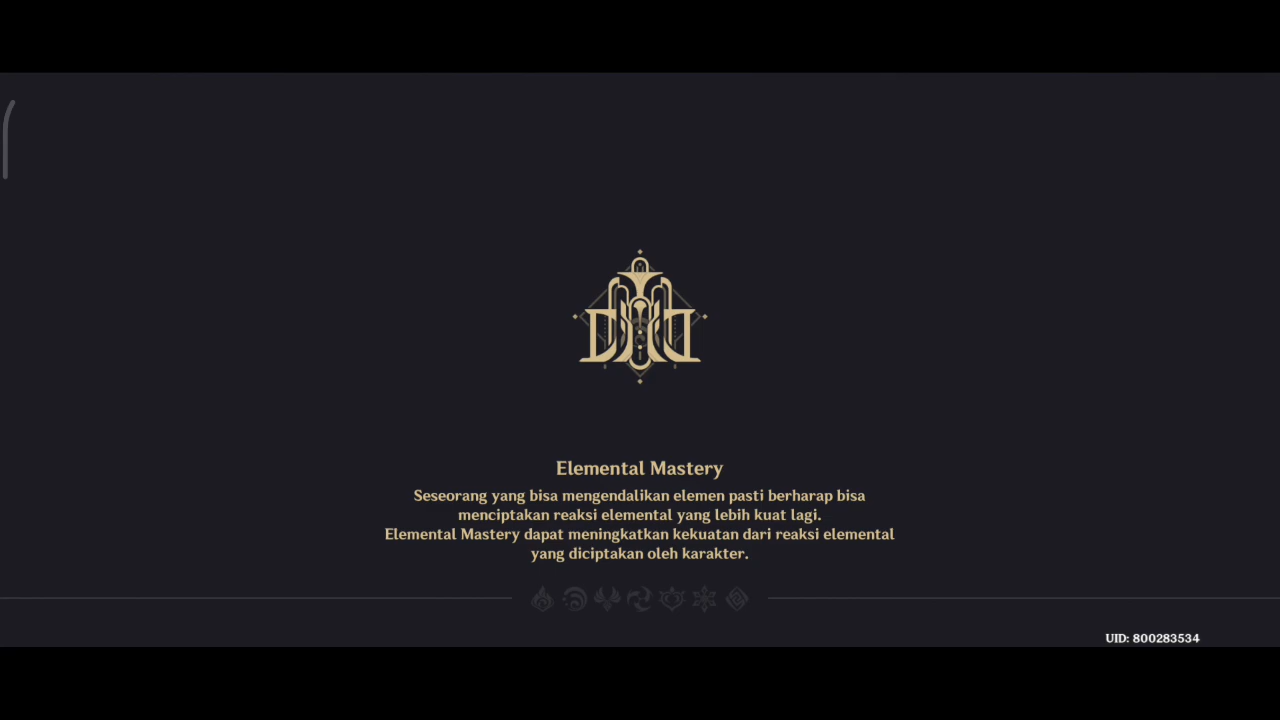 Elemental Mastery
Seseorang yang bisa mengendalikan elemen pasti berharap bisa
menciptakan reaksi elemental yang lebih kuat lagi.
Elemental Mastery dapat meningkatkan kekuatan dari reaksi elemental
yang diciptakan oleh karakter.
UID: 800283534